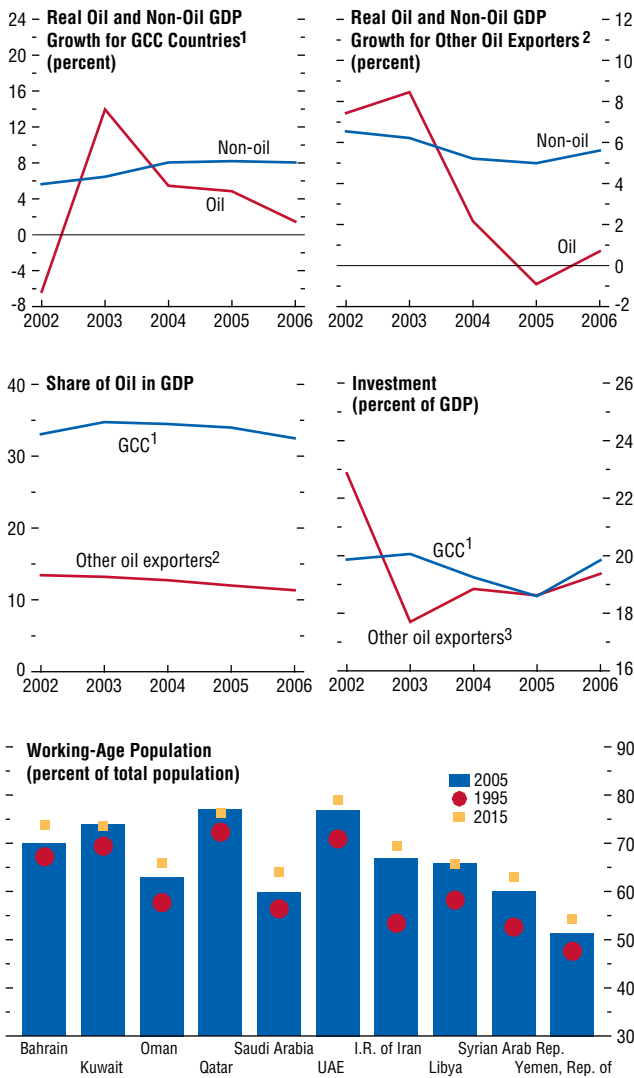 Real Oil and Non-Oil GDP
Growth for GCC Countries¹
(percent)
24
20
16
12
8
4
0
-4
-8
Non-oil
Oil
2002 2003 2004 2005 2006
Real Oil and Non-Oil GDP
Growth for Other Oil Exporters²
(percent)
12
10
8
6
4
2
0
-2
Non-oil
Oil
2002 2003 2004 2005 2006
Share of Oil in GDP
40
30
20
10
0
GCC¹
Other oil exporters²
2002 2003 2004 2005 2006
Investment
(percent of GDP)
26
24
22
20
18
16
GCC¹
Other oil exporters³
2002 2003 2004 2005 2006
Working-Age Population
(percent of total population)
2005
1995
2015
90
80
70
60
50
40
30
Bahrain Oman Saudi Arabia I.R. of Iran Syrian Arab Rep.
Kuwait Qatar UAE Libya Yemen, Rep. of